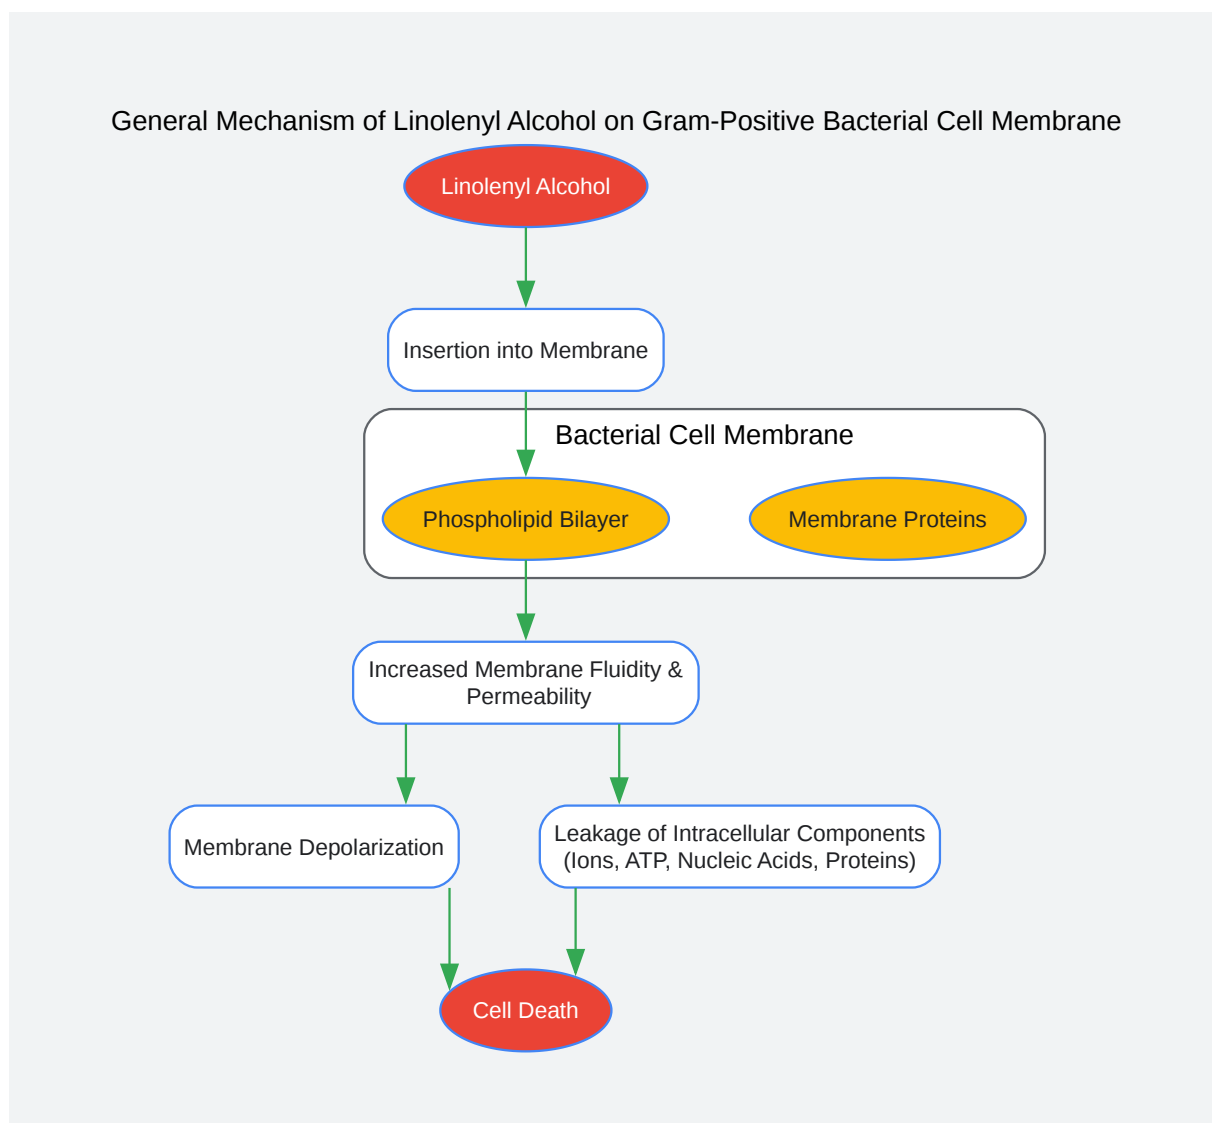 General Mechanism of Linolenyl Alcohol on Gram-Positive Bacterial Cell Membrane
Linolenyl Alcohol
Insertion into Membrane
Bacterial Cell Membrane
Phospholipid Bilayer
Membrane Proteins
Increased Membrane Fluidity &
Permeability
Membrane Depolarization
Leakage of Intracellular Components
(Ions, ATP, Nucleic Acids, Proteins)
Cell Death